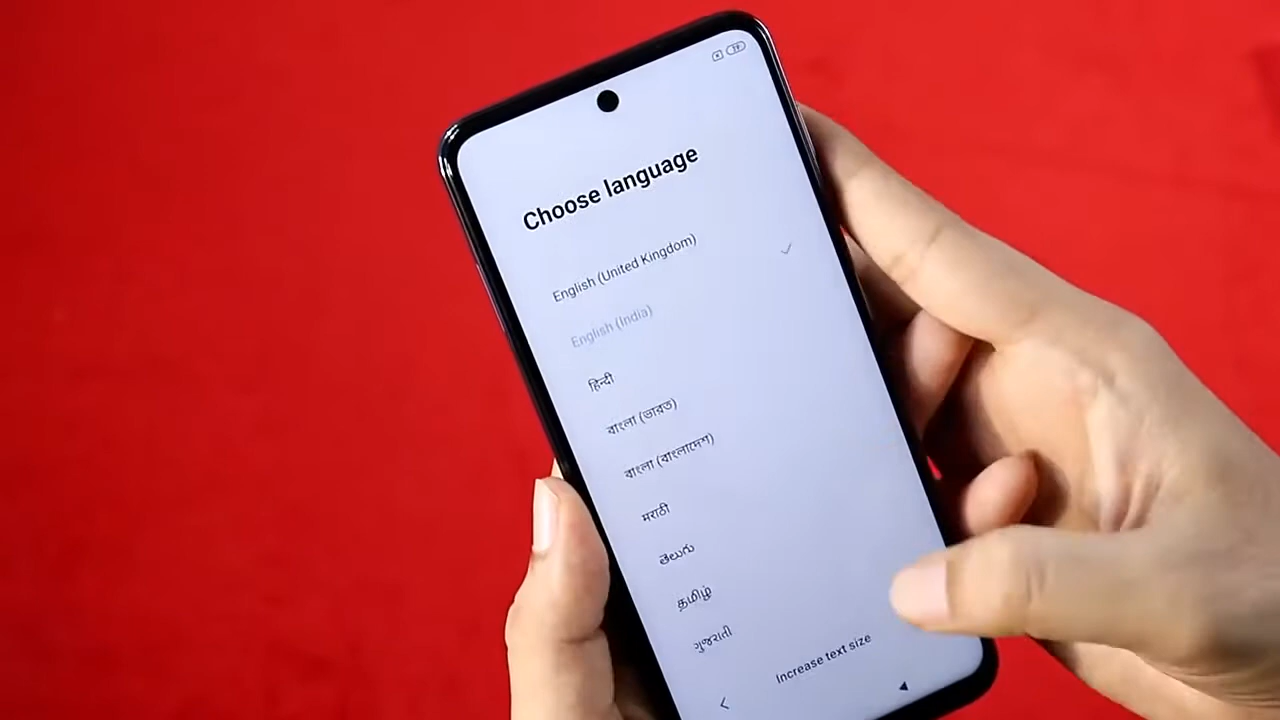 Choose language
English (United Kingdom)
English (India)
हिन्दी
বাংলা (ভারত)
বাংলা (বাংলাদেশ)
मराठी
తెలుగు
தமிழ்
ગુજરાતી
Increase text size